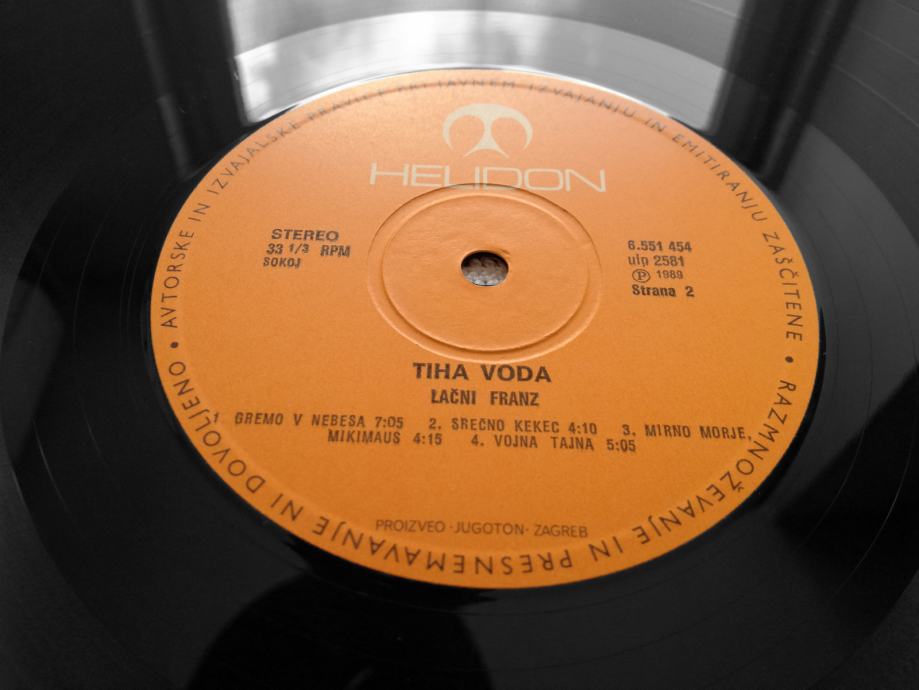 AVTORSKE IN IZVAJALSKE PRAVICE PRI JAVNEM IZVAJANJU IN EMITIRANJU ZAŠČITENE • RAZMNOŽEVANJE IN PRESNEMAVANJE NI DOVOLJENO •
HELIDON
STEREO
33 1/3 RPM
SOKOJ
6.551 454
ulp 2581
Ⓟ 1989
Strana 2
TIHA VODA
LAČNI FRANZ
1 GREMO V NEBESA 7:05 2. SREČNO KEKEC 4:10 3. MIRNO MORJE,
MIKIMAUS 4:15 4. VOJNA TAJNA 5:05
PROIZVEO · JUGOTON · ZAGREB